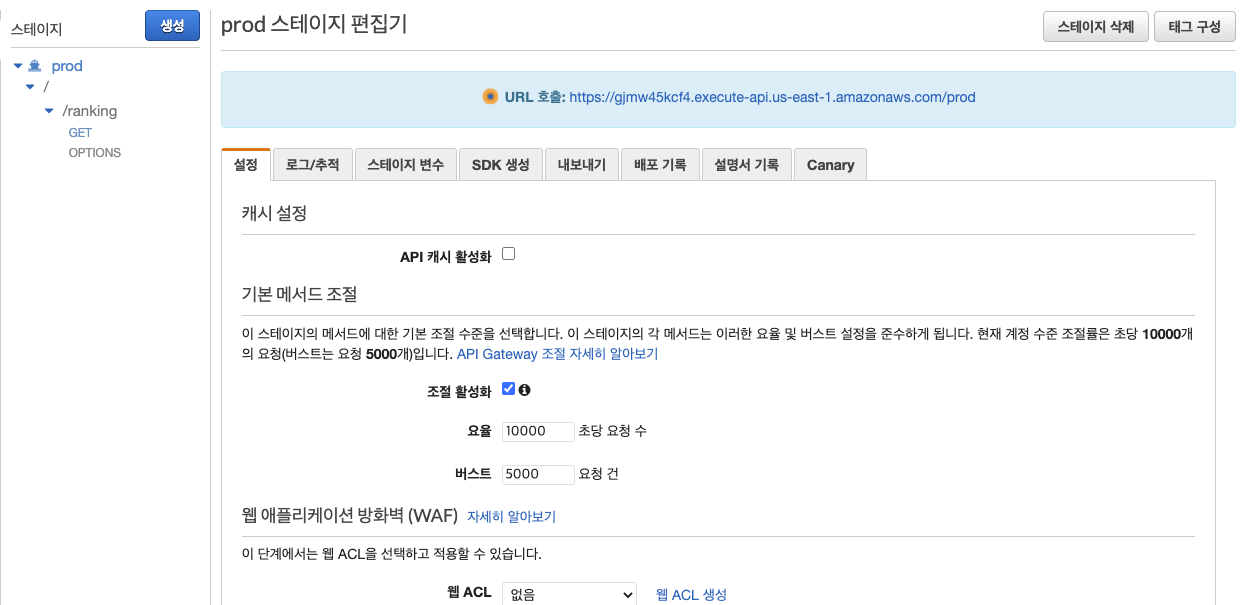 스테이지
생성
prod
/
/ranking
GET
OPTIONS
prod 스테이지 편집기
스테이지 삭제
태그 구성
URL 호출: https://gjmw45kcf4.execute-api.us-east-1.amazonaws.com/prod
설정
로그/추적
스테이지 변수
SDK 생성
내보내기
배포 기록
설명서 기록
Canary
캐시 설정
API 캐시 활성화
기본 메서드 조절
이 스테이지의 메서드에 대한 기본 조절 수준을 선택합니다. 이 스테이지의 각 메서드는 이러한 요율 및 버스트 설정을 준수하게 됩니다. 현재 계정 수준 조절률은 초당 10000개
의 요청(버스트는 요청 5000개)입니다. API Gateway 조절 자세히 알아보기
조절 활성화
요율 10000 초당 요청 수
버스트 5000 요청 건
웹 애플리케이션 방화벽 (WAF) 자세히 알아보기
이 단계에서는 웹 ACL을 선택하고 적용할 수 있습니다.
웹 ACL 없음 웹 ACL 생성